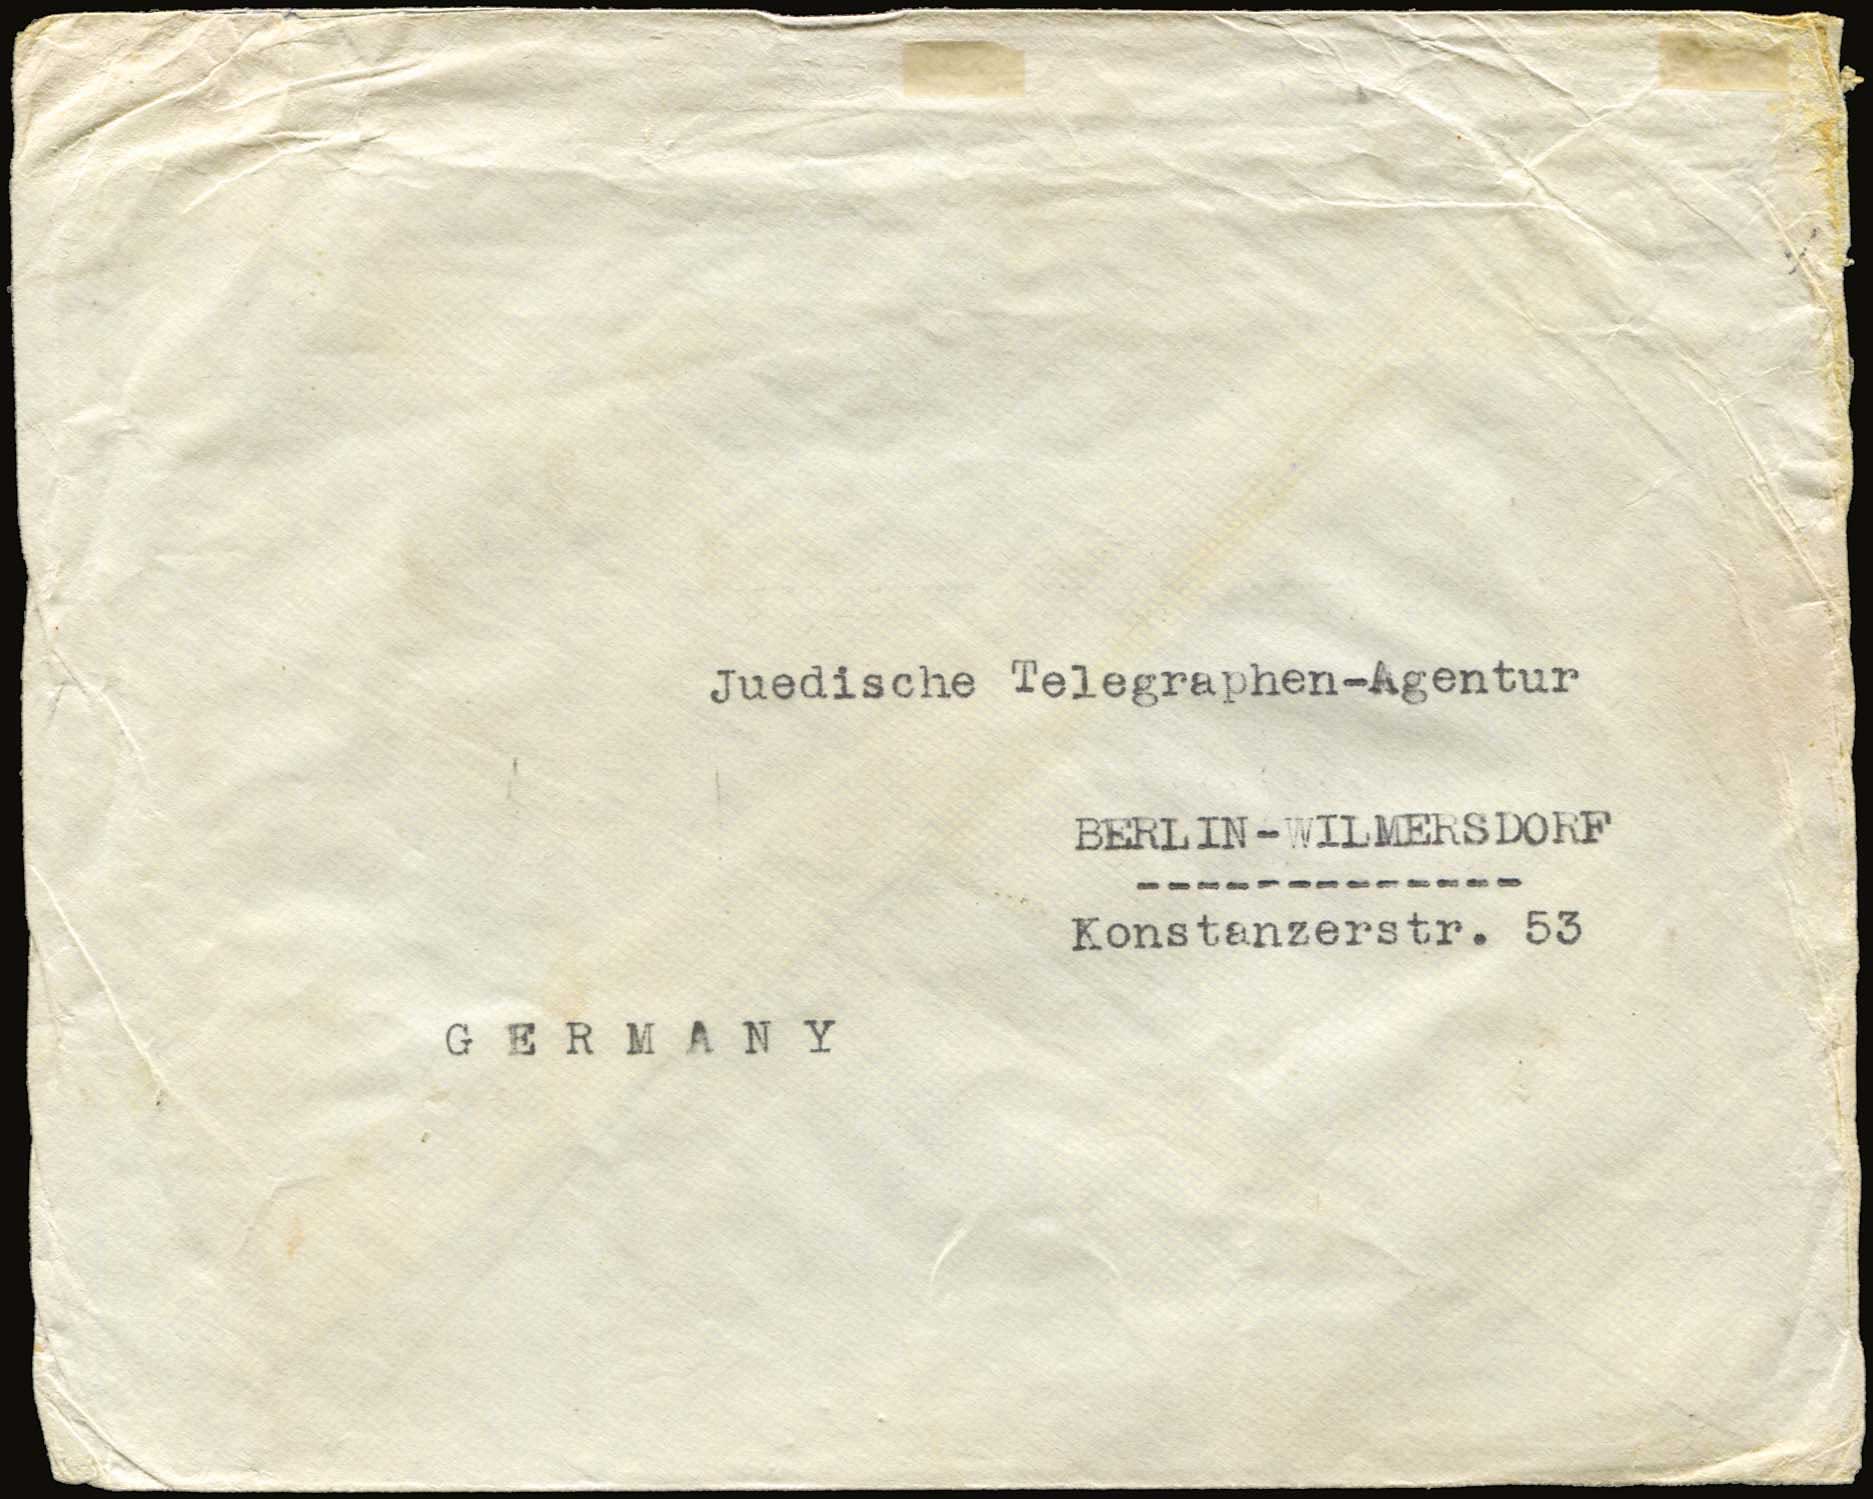 Juedische Telegraphen-Agentur
BERLIN-WILMERSDORF
-------------
Konstanzerstr. 53
G E R M A N Y